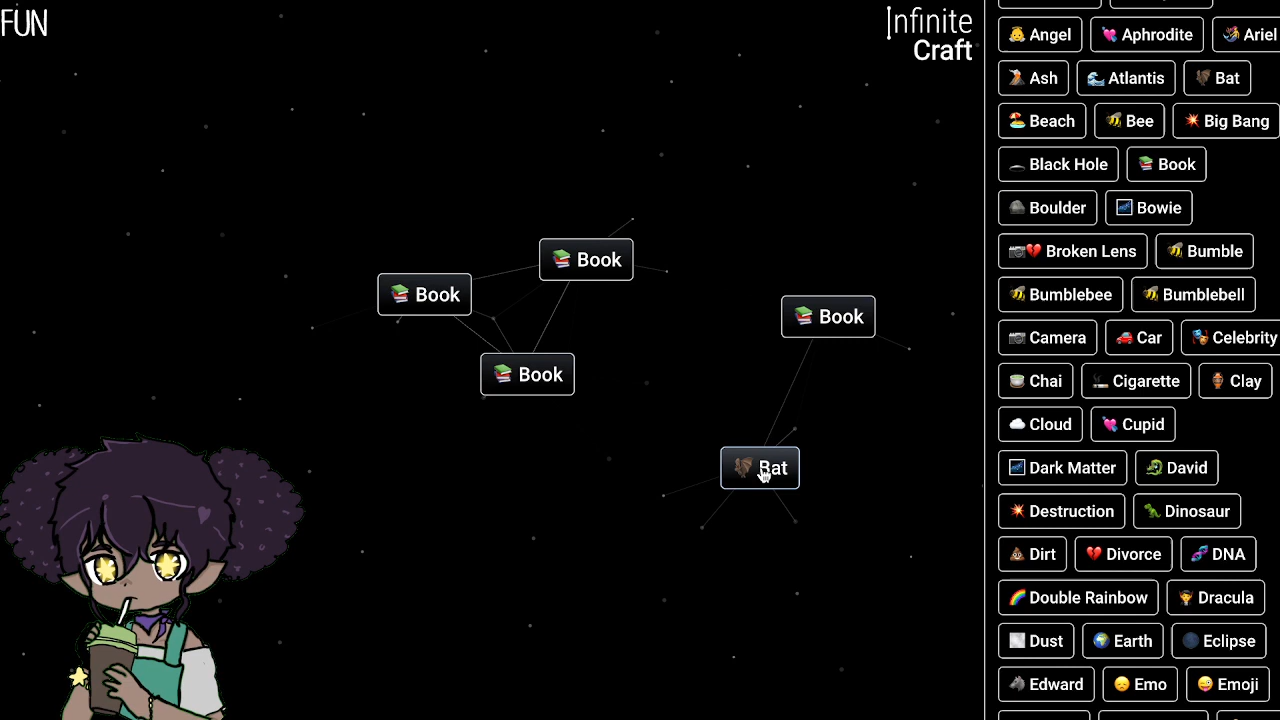 FUN
Infinite
Craft
Book
Book
Book
Book
Bat
Angel Aphrodite Ariel
Ash Atlantis Bat
Beach Bee Big Bang
Black Hole Book
Boulder Bowie
Broken Lens Bumble
Bumblebee Bumblebell
Camera Car Celebrity
Chai Cigarette Clay
Cloud Cupid
Dark Matter David
Destruction Dinosaur
Dirt Divorce DNA
Double Rainbow Dracula
Dust Earth Eclipse
Edward Emo Emoji